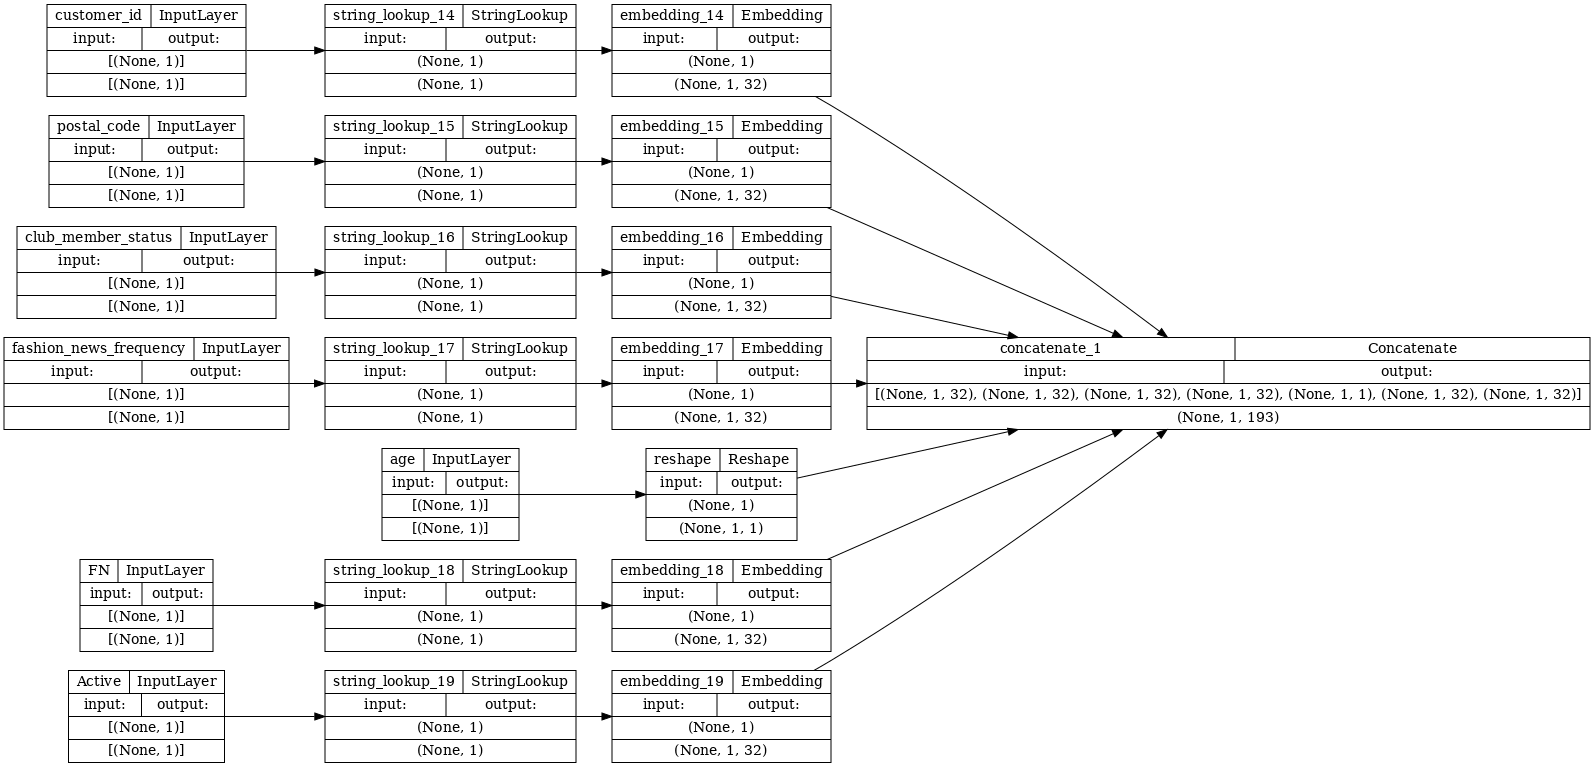 customer_id InputLayer
input: output:
[(None, 1)]
[(None, 1)]
string_lookup_14 StringLookup
input: output:
(None, 1)
(None, 1)
embedding_14 Embedding
input: output:
(None, 1)
(None, 1, 32)
postal_code InputLayer
input: output:
[(None, 1)]
[(None, 1)]
string_lookup_15 StringLookup
input: output:
(None, 1)
(None, 1)
embedding_15 Embedding
input: output:
(None, 1)
(None, 1, 32)
club_member_status InputLayer
input: output:
[(None, 1)]
[(None, 1)]
string_lookup_16 StringLookup
input: output:
(None, 1)
(None, 1)
embedding_16 Embedding
input: output:
(None, 1)
(None, 1, 32)
fashion_news_frequency InputLayer
input: output:
[(None, 1)]
[(None, 1)]
string_lookup_17 StringLookup
input: output:
(None, 1)
(None, 1)
embedding_17 Embedding
input: output:
(None, 1)
(None, 1, 32)
concatenate_1 Concatenate
input: output:
[(None, 1, 32), (None, 1, 32), (None, 1, 32), (None, 1, 32), (None, 1, 1), (None, 1, 32), (None, 1, 32)]
(None, 1, 193)
age InputLayer
input: output:
[(None, 1)]
[(None, 1)]
reshape Reshape
input: output:
(None, 1)
(None, 1, 1)
FN InputLayer
input: output:
[(None, 1)]
[(None, 1)]
string_lookup_18 StringLookup
input: output:
(None, 1)
(None, 1)
embedding_18 Embedding
input: output:
(None, 1)
(None, 1, 32)
Active InputLayer
input: output:
[(None, 1)]
[(None, 1)]
string_lookup_19 StringLookup
input: output:
(None, 1)
(None, 1)
embedding_19 Embedding
input: output:
(None, 1)
(None, 1, 32)